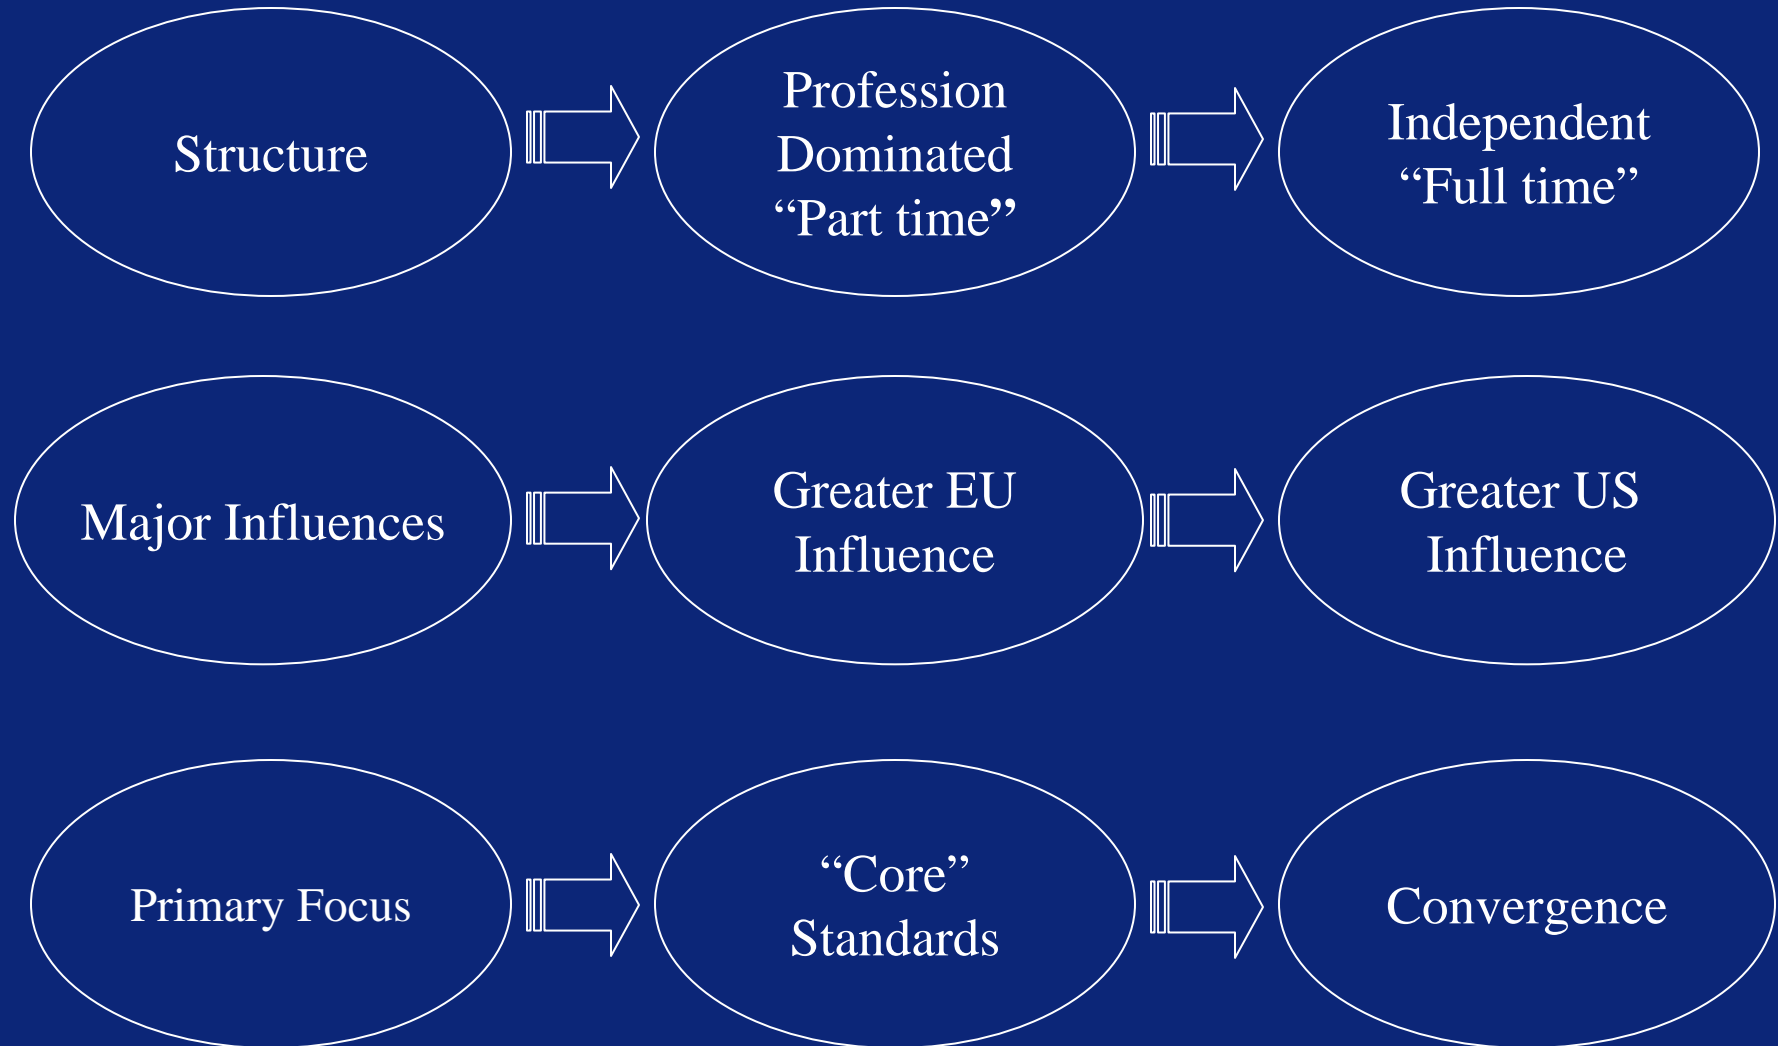 Structure
Profession
Dominated
“Part time”
Independent
“Full time”
Major Influences
Greater EU
Influence
Greater US
Influence
Primary Focus
“Core”
Standards
Convergence